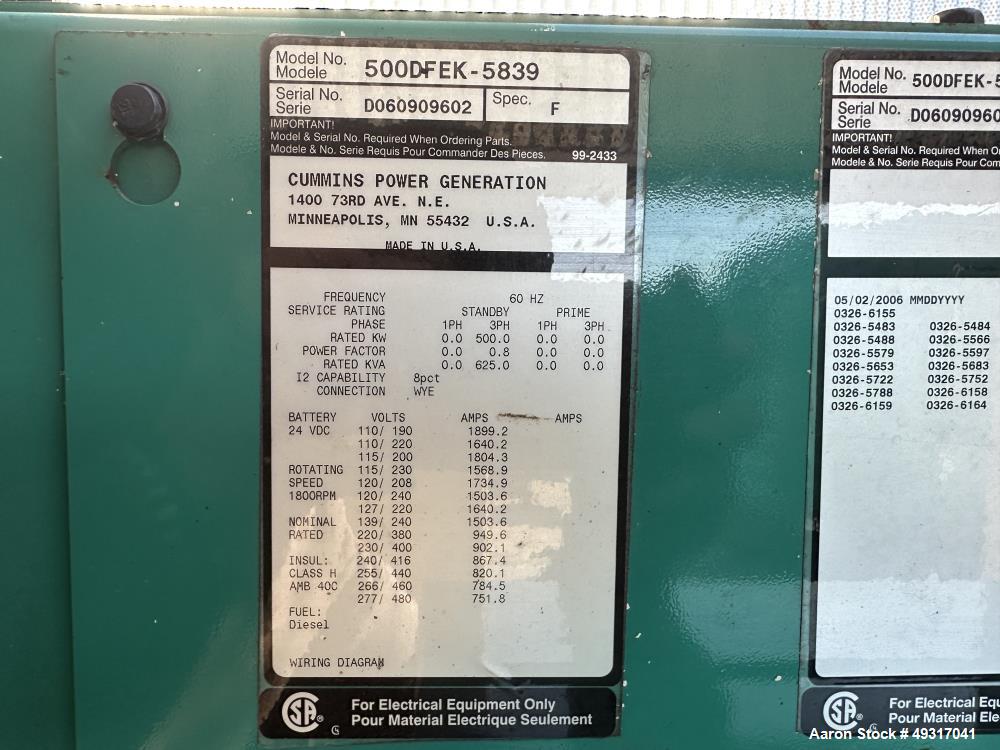 Model No.
Modele
500DFEK-5839
Serial No.
Serie
D060909602
Spec.
F
IMPORTANT!
Model & Serial No. Required When Ordering Parts.
Modele & No. Serie Requis Pour Commander Des Pieces. 99-2433
CUMMINS POWER GENERATION
1400 73RD AVE. N.E.
MINNEAPOLIS, MN 55432 U.S.A.
MADE IN U.S.A.
FREQUENCY 60 HZ
SERVICE RATING STANDBY PRIME
PHASE 1PH 3PH 1PH 3PH
RATED KW 0.0 500.0 0.0 0.0
POWER FACTOR 0.0 0.8 0.0 0.0
RATED KVA 0.0 625.0 0.0 0.0
I2 CAPABILITY 8pct
CONNECTION WYE
BATTERY VOLTS AMPS AMPS
24 VDC 110/ 190 1899.2
110/ 220 1640.2
115/ 200 1804.3
ROTATING 115/ 230 1568.9
SPEED 120/ 208 1734.9
1800RPM 120/ 240 1503.6
127/ 220 1640.2
NOMINAL 139/ 240 1503.6
RATED 220/ 380 949.6
230/ 400 902.1
INSUL: 240/ 416 867.4
CLASS H 255/ 440 820.1
AMB 40C 266/ 460 784.5
277/ 480 751.8
FUEL:
Diesel
WIRING DIAGRAM
For Electrical Equipment Only
Pour Material Electrique Seulement
Model No.
Modele
500DFEK-5
Serial No.
Serie
D06090960
IMPORTANT!
Model & Serial No. Required When O
Modele & No. Serie Requis Pour Com
05/02/2006 MMDDYYYY
0326-6155
0326-5483 0326-5484
0326-5488 0326-5566
0326-5579 0326-5597
0326-5653 0326-5683
0326-5722 0326-5752
0326-5788 0326-6158
0326-6159 0326-6164
For Electrical Equ
Pour Material Ele
Aaron Stock # 49317041